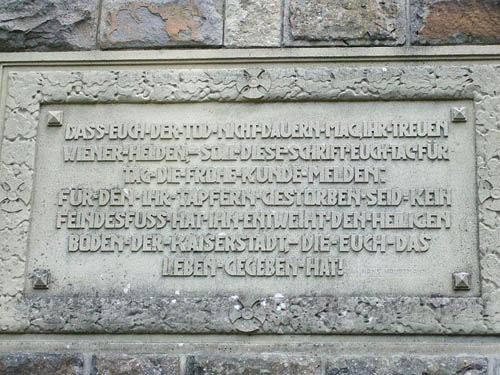 DASS·EUCH·DER·TOD·NICHT·DAUERN·MAG,IHR·TREUEN
WIENER·HELDEN,–SOLL·DIESE·SCHRIFT·EUCH·TAG·FÜR
TAG·DIE·FROHE·KUNDE·MELDEN:
FÜR·DEN·IHR·TAPFERN·GESTORBEN·SEID·KEIN
FEINDESFUSS·HAT·IHN·ENTWEIHT·DEN·HEILIGEN
BODEN·DER·KAISERSTADT,–DIE·EUCH·DAS
LEBEN·GEGEBEN·HAT!